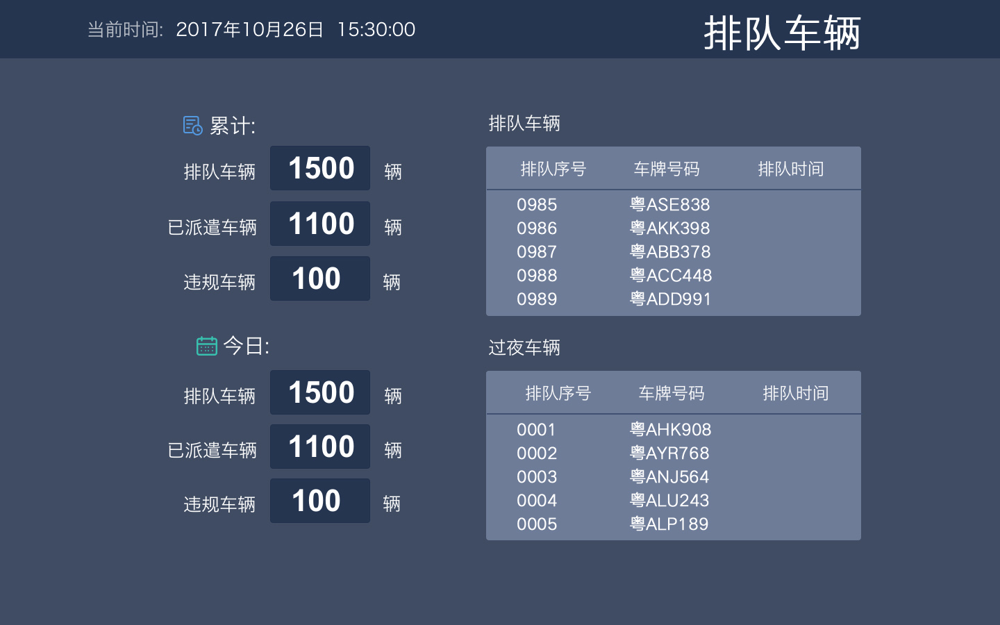 当前时间: 2017年10月26日 15:30:00
排队车辆
累计:
排队车辆 1500 辆
已派遣车辆 1100 辆
违规车辆 100 辆
今日:
排队车辆 1500 辆
已派遣车辆 1100 辆
违规车辆 100 辆
排队车辆
排队序号 车牌号码 排队时间
0985 粤ASE838
0986 粤AKK398
0987 粤ABB378
0988 粤ACC448
0989 粤ADD991
过夜车辆
排队序号 车牌号码 排队时间
0001 粤AHK908
0002 粤AYR768
0003 粤ANJ564
0004 粤ALU243
0005 粤ALP189